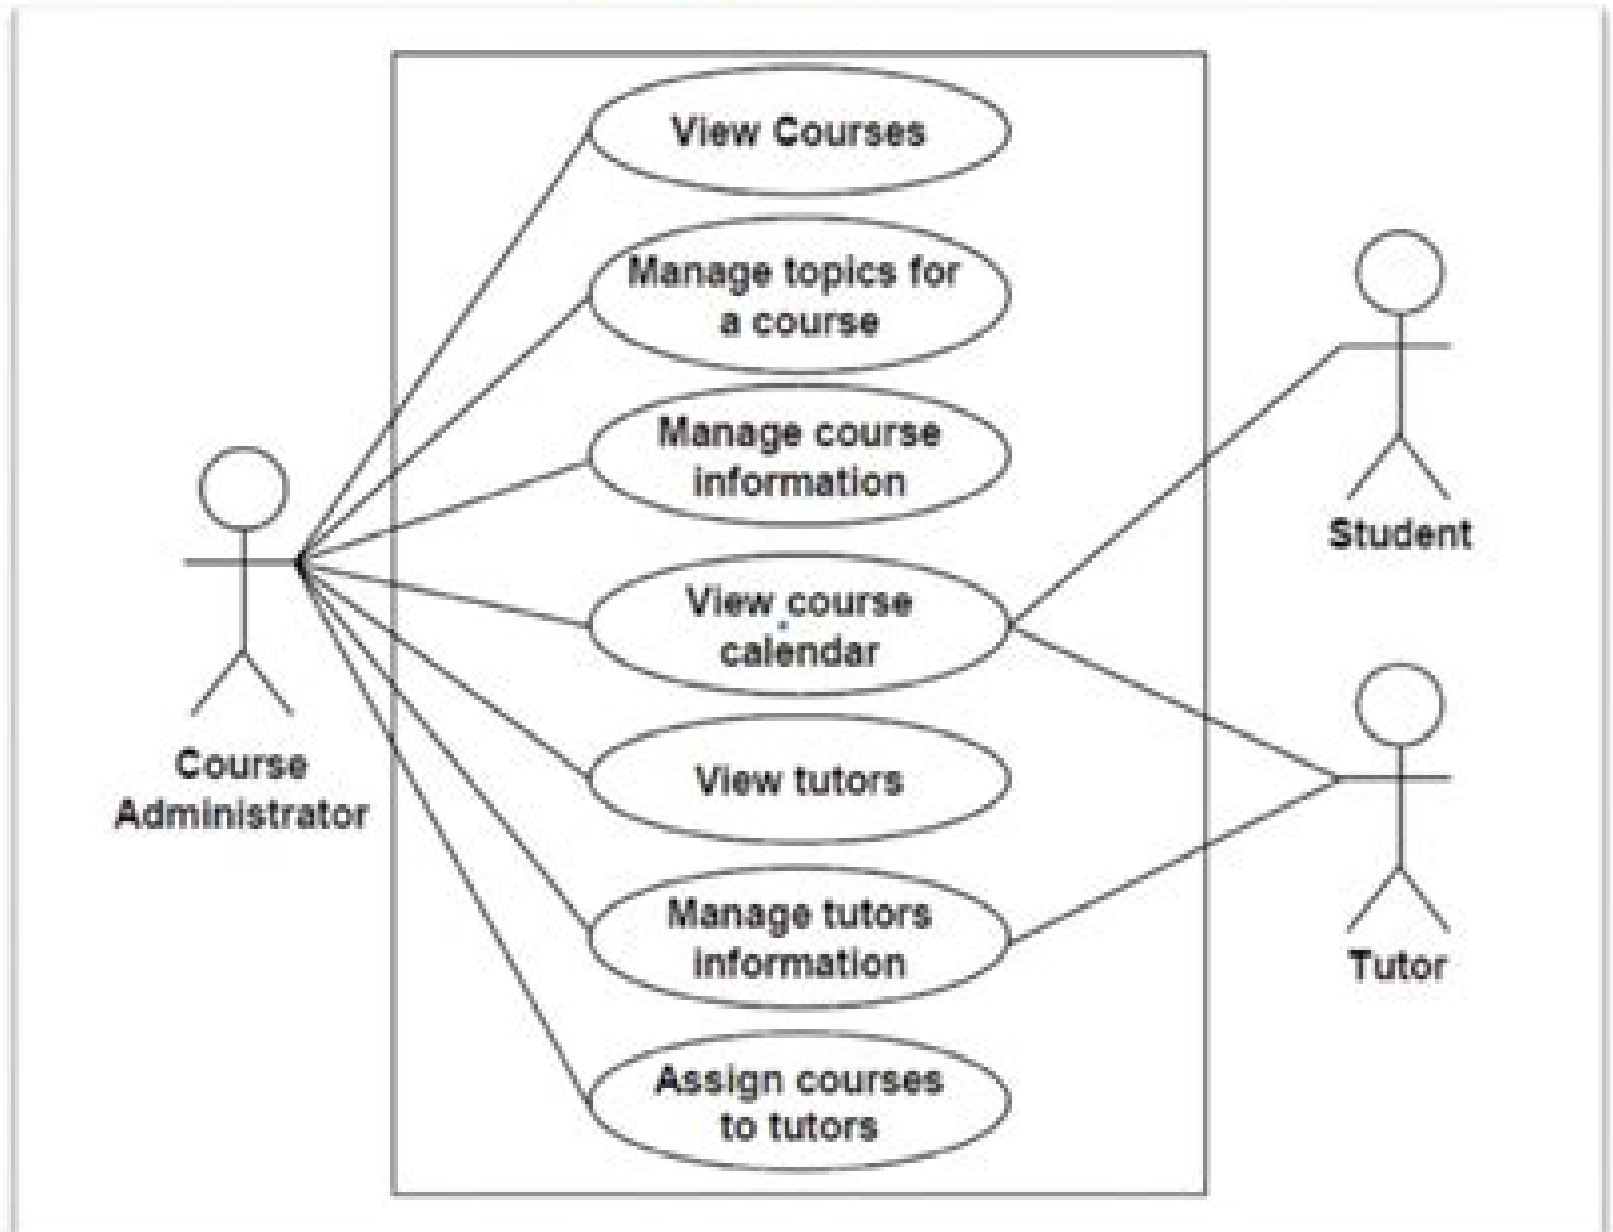 View Courses
Manage topics for
a course
Manage course
information
Student
View course
calendar
Course
Administrator
View tutors
Manage tutors
information
Tutor
Assign courses
to tutors